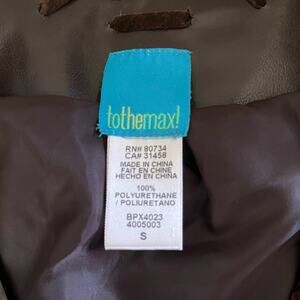 tothemax!
RN# 80734
CA# 31458
MADE IN CHINA
FAIT EN CHINE
HECHO EN CHINA
100%
POLYURETHANE
/ POLIURETANO
BPX4023
4005003
S